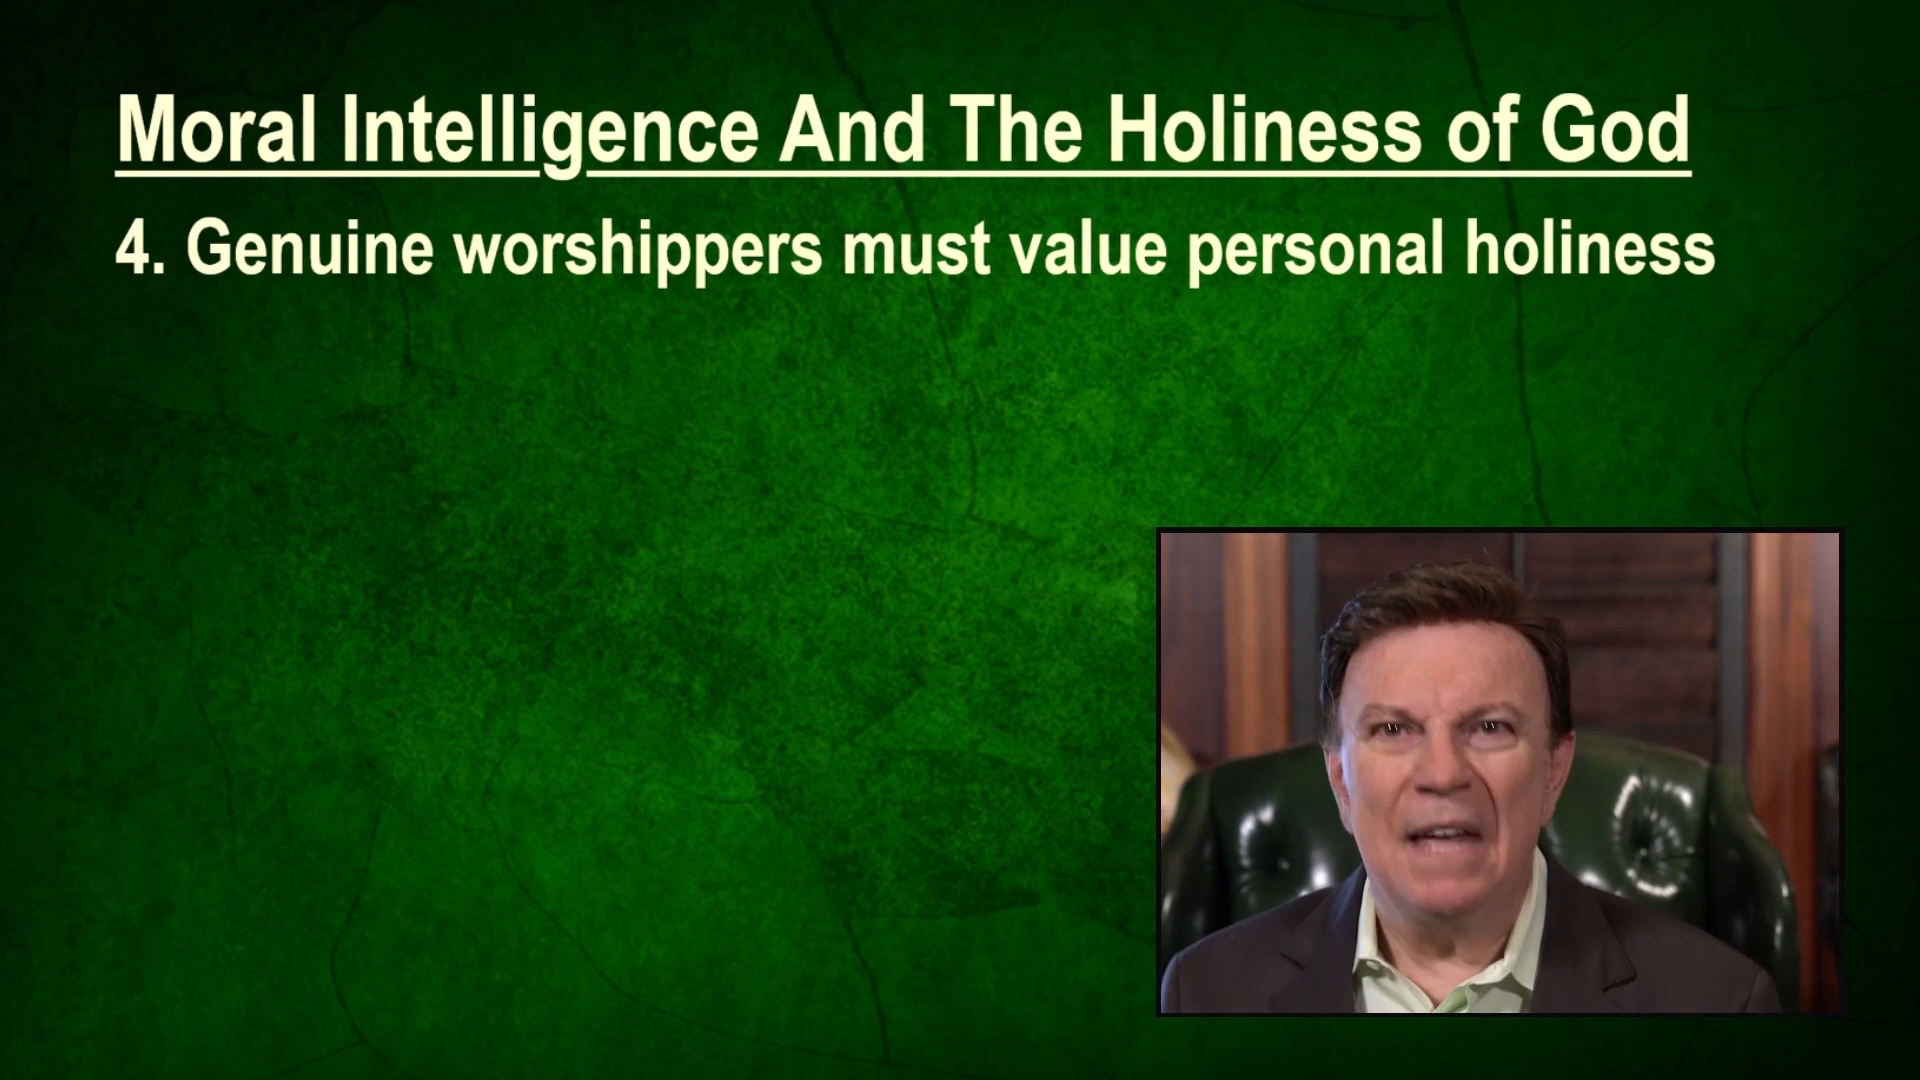 Moral Intelligence And The Holiness of God
4. Genuine worshippers must value personal holiness